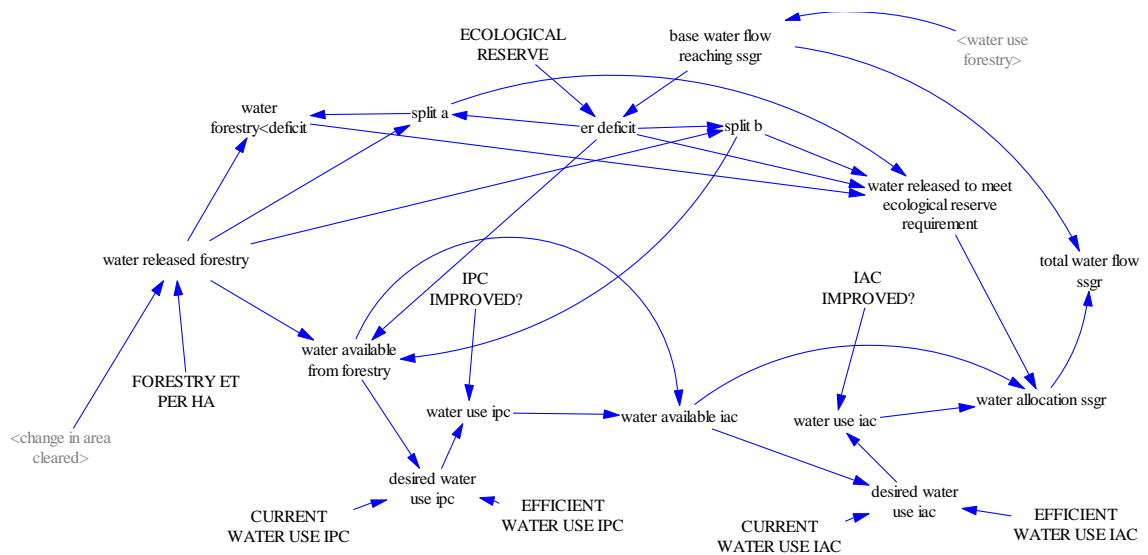 ECOLOGICAL
RESERVE
base water flow
reaching ssgr
<water use
forestry>
water
forestry<deficit
split a
er deficit
split b
water released to meet
ecological reserve
requirement
water released forestry
total water flow
ssgr
IPC
IMPROVED?
IAC
IMPROVED?
water available
from forestry
FORESTRY ET
PER HA
water use ipc
water available iac
water use iac
water allocation ssgr
<change in area
cleared>
desired water
use ipc
desired water
use iac
CURRENT
WATER USE IPC
EFFICIENT
WATER USE IPC
CURRENT
WATER USE IAC
EFFICIENT
WATER USE IAC